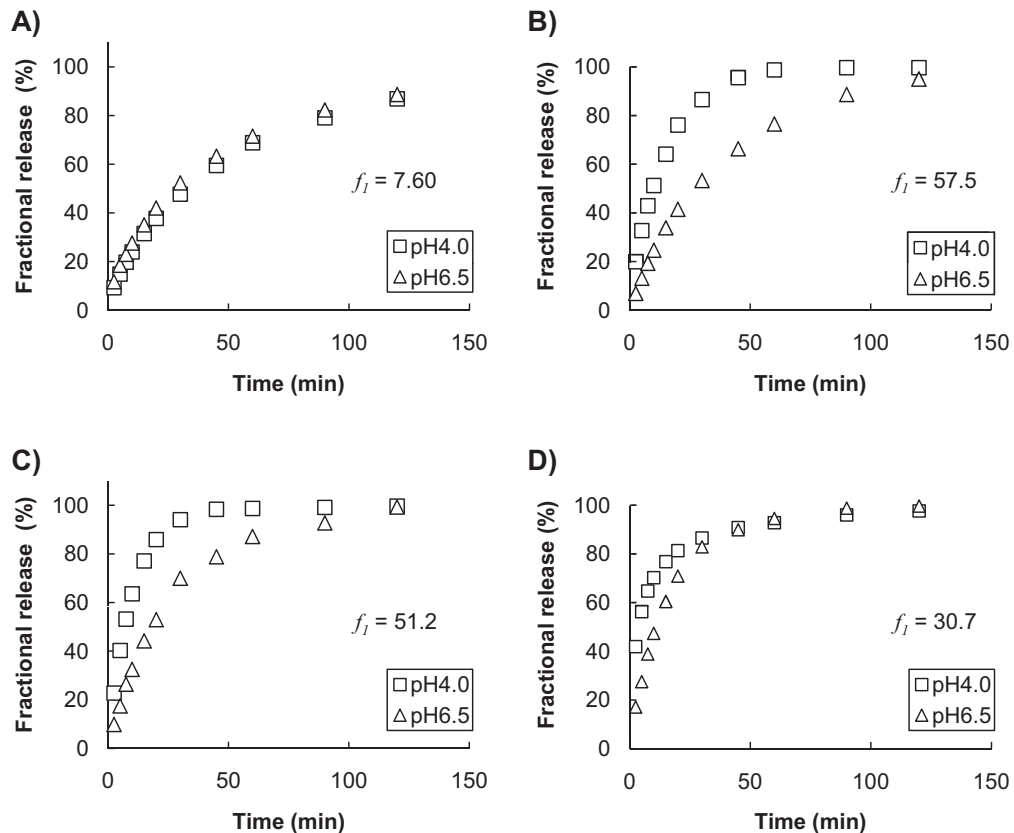 A)
Fractional release (%)
100
80
60
40
20
0
f1 = 7.60
pH4.0
pH6.5
0 50 100 150
Time (min)
B)
Fractional release (%)
100
80
60
40
20
0
f1 = 57.5
pH4.0
pH6.5
0 50 100 150
Time (min)
C)
Fractional release (%)
100
80
60
40
20
0
f1 = 51.2
pH4.0
pH6.5
0 50 100 150
Time (min)
D)
Fractional release (%)
100
80
60
40
20
0
f1 = 30.7
pH4.0
pH6.5
0 50 100 150
Time (min)